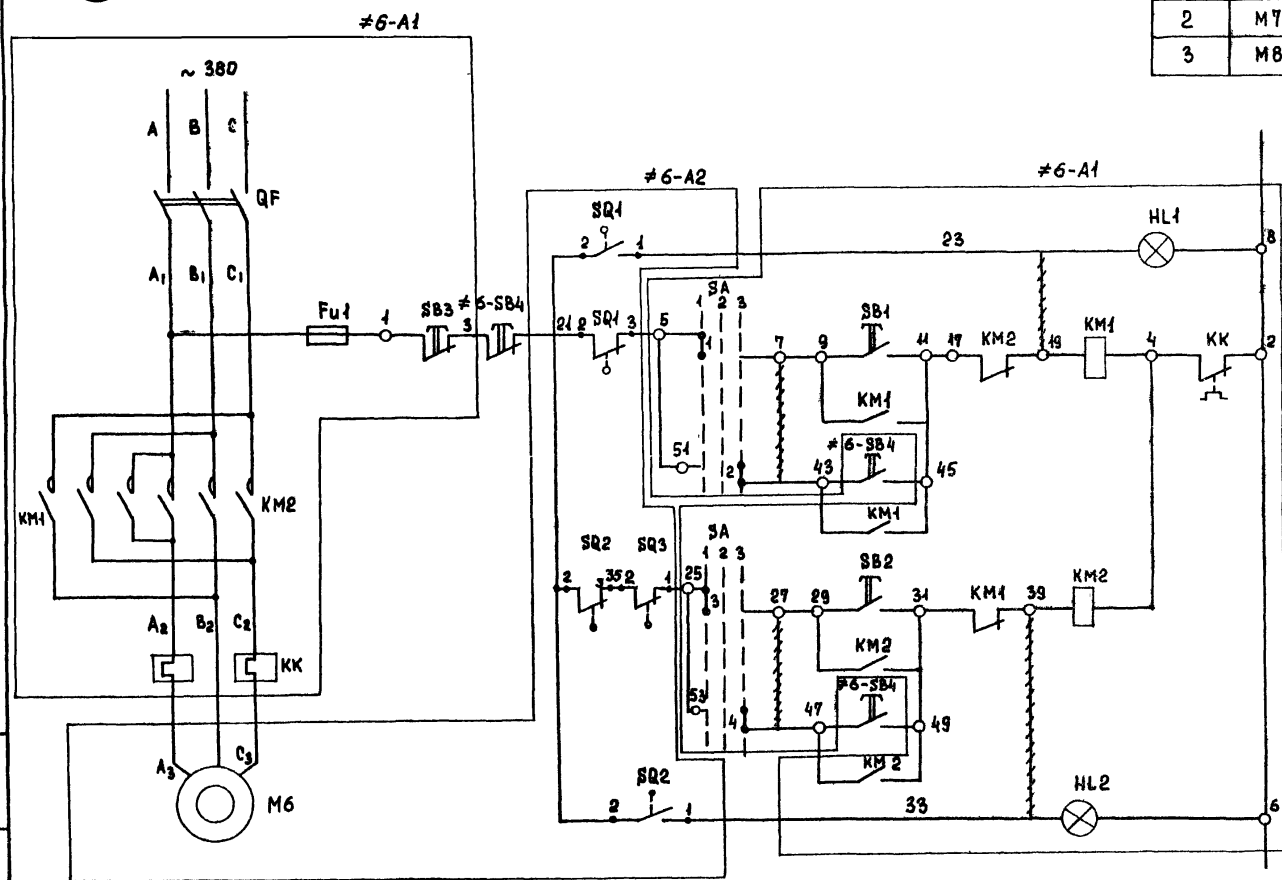 ≠6-A1
2 M7
3 M8
~ 380
A B C
QF
≠6-A2
≠6-A1
SQ1
HL1
2 1 23 8
A1 B1 C1
Fu1 1 SB3 3 ≠6-SB4 21 2 SQ1 3 5
SA
1 2 3
1
SB1
7 9 11 17 KM2 19 KM1 4 KK 2
KM1
≠6-SB4
51 2 43 45
KM1
KM1 KM2
SQ2 SQ3
SA
1 2 3
SB2
2 3 35 2 1 25 3 27 29 31 KM1 39 KM2
A2 B2 C2
KM2
KK
≠6-SB4
53 4 47 49
KM2
A3 C3
SQ2
HL2
M6
2 1 33 6